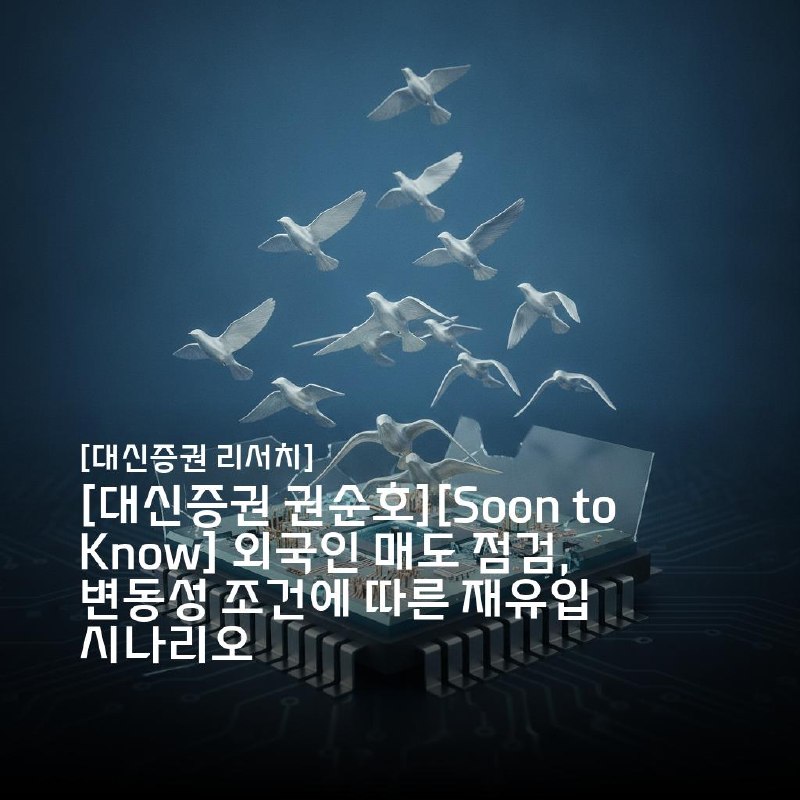 [대신증권 리서치]
[대신증권 권순호][Soon to
Know] 외국인 매도 점검,
변동성 조건에 따른 재유입
시나리오